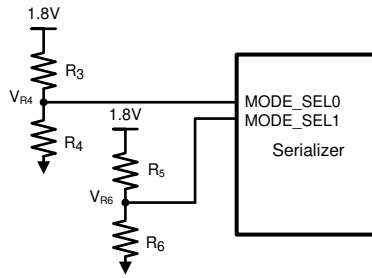 1.8V
R3
VR4
MODE_SEL0
1.8V
MODE_SEL1
R4
Serializer
R5
VR6
R6